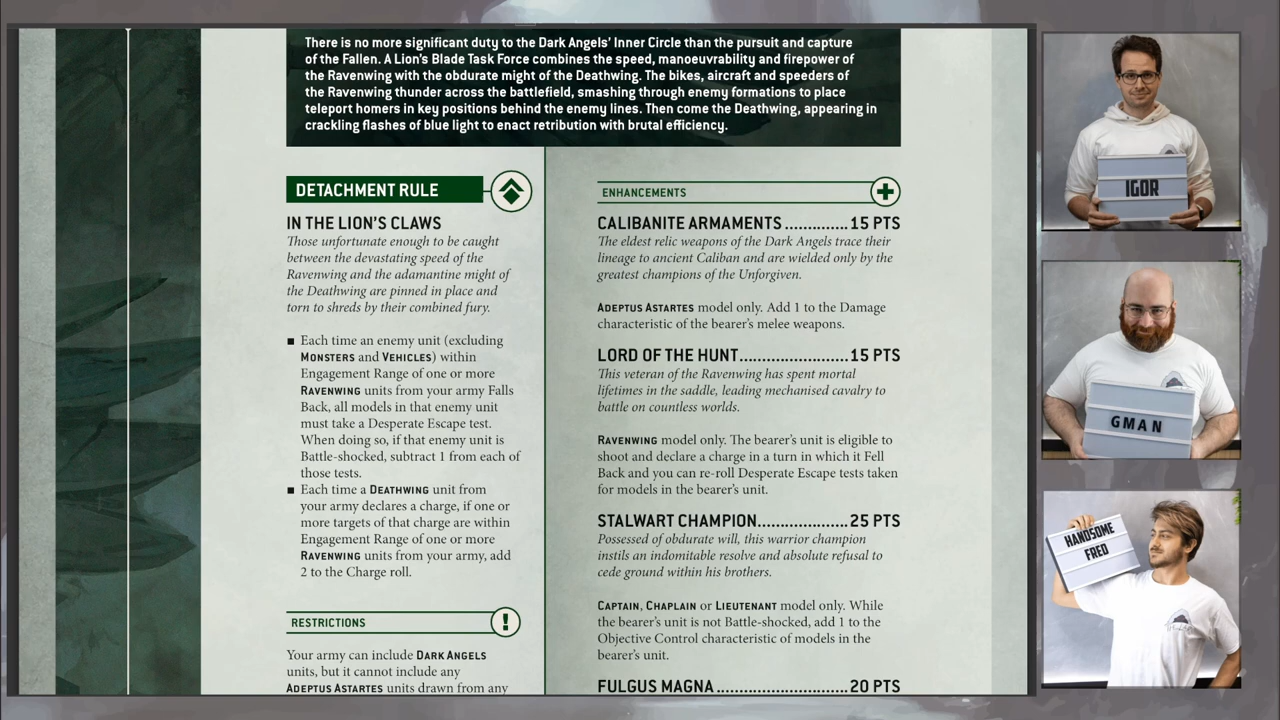 There is no more significant duty to the Dark Angels' Inner Circle than the pursuit and capture
of the Fallen. A Lion's Blade Task Force combines the speed, manoeuvrability and firepower of
the Ravenwing with the obdurate might of the Deathwing. The bikes, aircraft and speeders of
the Ravenwing thunder across the battlefield, smashing through enemy formations to place
teleport homers in key positions behind the enemy lines. Then come the Deathwing, appearing in
crackling flashes of blue light to enact retribution with brutal efficiency.
DETACHMENT RULE
IN THE LION'S CLAWS
Those unfortunate enough to be caught
between the devastating speed of the
Ravenwing and the adamantine might of
the Deathwing are pinned in place and
torn to shreds by their combined fury.
■ Each time an enemy unit (excluding
MONSTERS and VEHICLES) within
Engagement Range of one or more
RAVENWING units from your army Falls
Back, all models in that enemy unit
must take a Desperate Escape test.
When doing so, if that enemy unit is
Battle-shocked, subtract 1 from each of
those tests.
■ Each time a DEATHWING unit from
your army declares a charge, if one or
more targets of that charge are within
Engagement Range of one or more
RAVENWING units from your army, add
2 to the Charge roll.
RESTRICTIONS
Your army can include DARK ANGELS
units, but it cannot include any
ADEPTUS ASTARTES units drawn from any
ENHANCEMENTS
CALIBANITE ARMAMENTS .............. 15 PTS
The eldest relic weapons of the Dark Angels trace their
lineage to ancient Caliban and are wielded only by the
greatest champions of the Unforgiven.
ADEPTUS ASTARTES model only. Add 1 to the Damage
characteristic of the bearer's melee weapons.
LORD OF THE HUNT........................ 15 PTS
This veteran of the Ravenwing has spent mortal
lifetimes in the saddle, leading mechanised cavalry to
battle on countless worlds.
RAVENWING model only. The bearer's unit is eligible to
shoot and declare a charge in a turn in which it Fell
Back and you can re-roll Desperate Escape tests taken
for models in the bearer's unit.
STALWART CHAMPION.................... 25 PTS
Possessed of obdurate will, this warrior champion
instils an indomitable resolve and absolute refusal to
cede ground within his brothers.
CAPTAIN, CHAPLAIN or LIEUTENANT model only. While
the bearer's unit is not Battle-shocked, add 1 to the
Objective Control characteristic of models in the
bearer's unit.
FULGUS MAGNA ............................. 20 PTS
IGOR
GMAN
HANDSOME
FRED